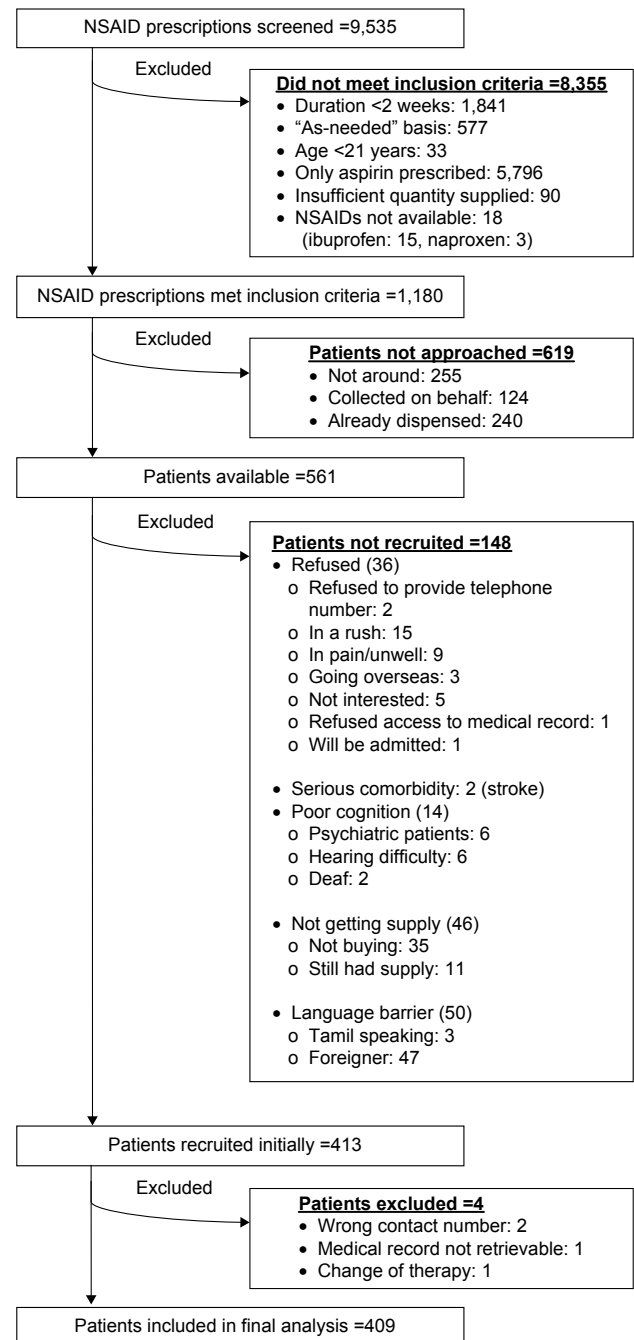 NSAID prescriptions screened =9,535
Excluded
Did not meet inclusion criteria =8,355
• Duration <2 weeks: 1,841
• “As-needed” basis: 577
• Age <21 years: 33
• Only aspirin prescribed: 5,796
• Insufficient quantity supplied: 90
• NSAIDs not available: 18
(ibuprofen: 15, naproxen: 3)
NSAID prescriptions met inclusion criteria =1,180
Excluded
Patients not approached =619
• Not around: 255
• Collected on behalf: 124
• Already dispensed: 240
Patients available =561
Excluded
Patients not recruited =148
• Refused (36)
o Refused to provide telephone
number: 2
o In a rush: 15
o In pain/unwell: 9
o Going overseas: 3
o Not interested: 5
o Refused access to medical record: 1
o Will be admitted: 1
• Serious comorbidity: 2 (stroke)
• Poor cognition (14)
o Psychiatric patients: 6
o Hearing difficulty: 6
o Deaf: 2
• Not getting supply (46)
o Not buying: 35
o Still had supply: 11
• Language barrier (50)
o Tamil speaking: 3
o Foreigner: 47
Patients recruited initially =413
Excluded
Patients excluded =4
• Wrong contact number: 2
• Medical record not retrievable: 1
• Change of therapy: 1
Patients included in final analysis =409